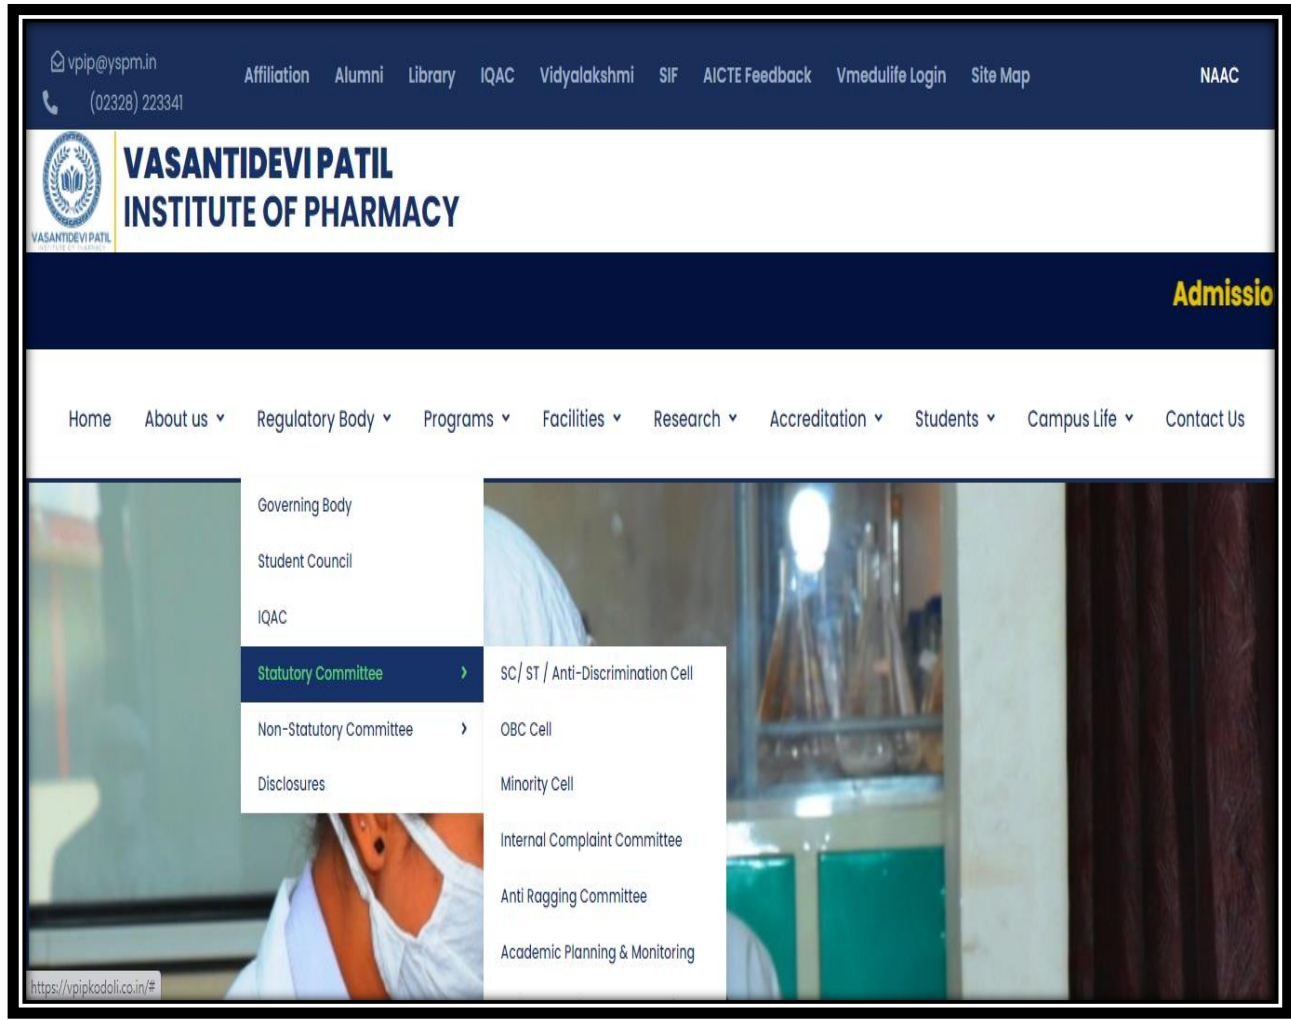 vpip@yspm.in
(02328) 223341
Affiliation Alumni Library IQAC Vidyalakshmi SIF AICTE Feedback Vmedulife Login Site Map NAAC
VASANTIDEVI PATIL
INSTITUTE OF PHARMACY
VASANTIDEVI PATIL
INSTITUTE OF PHARMACY
Admissio
Home About us Regulatory Body Programs Facilities Research Accreditation Students Campus Life Contact Us
Governing Body
Student Council
IQAC
Statutory Committee
Non-Statutory Committee
Disclosures
SC/ ST / Anti-Discrimination Cell
OBC Cell
Minority Cell
Internal Complaint Committee
Anti Ragging Committee
Academic Planning & Monitoring
https://vpipkodoli.co.in/#